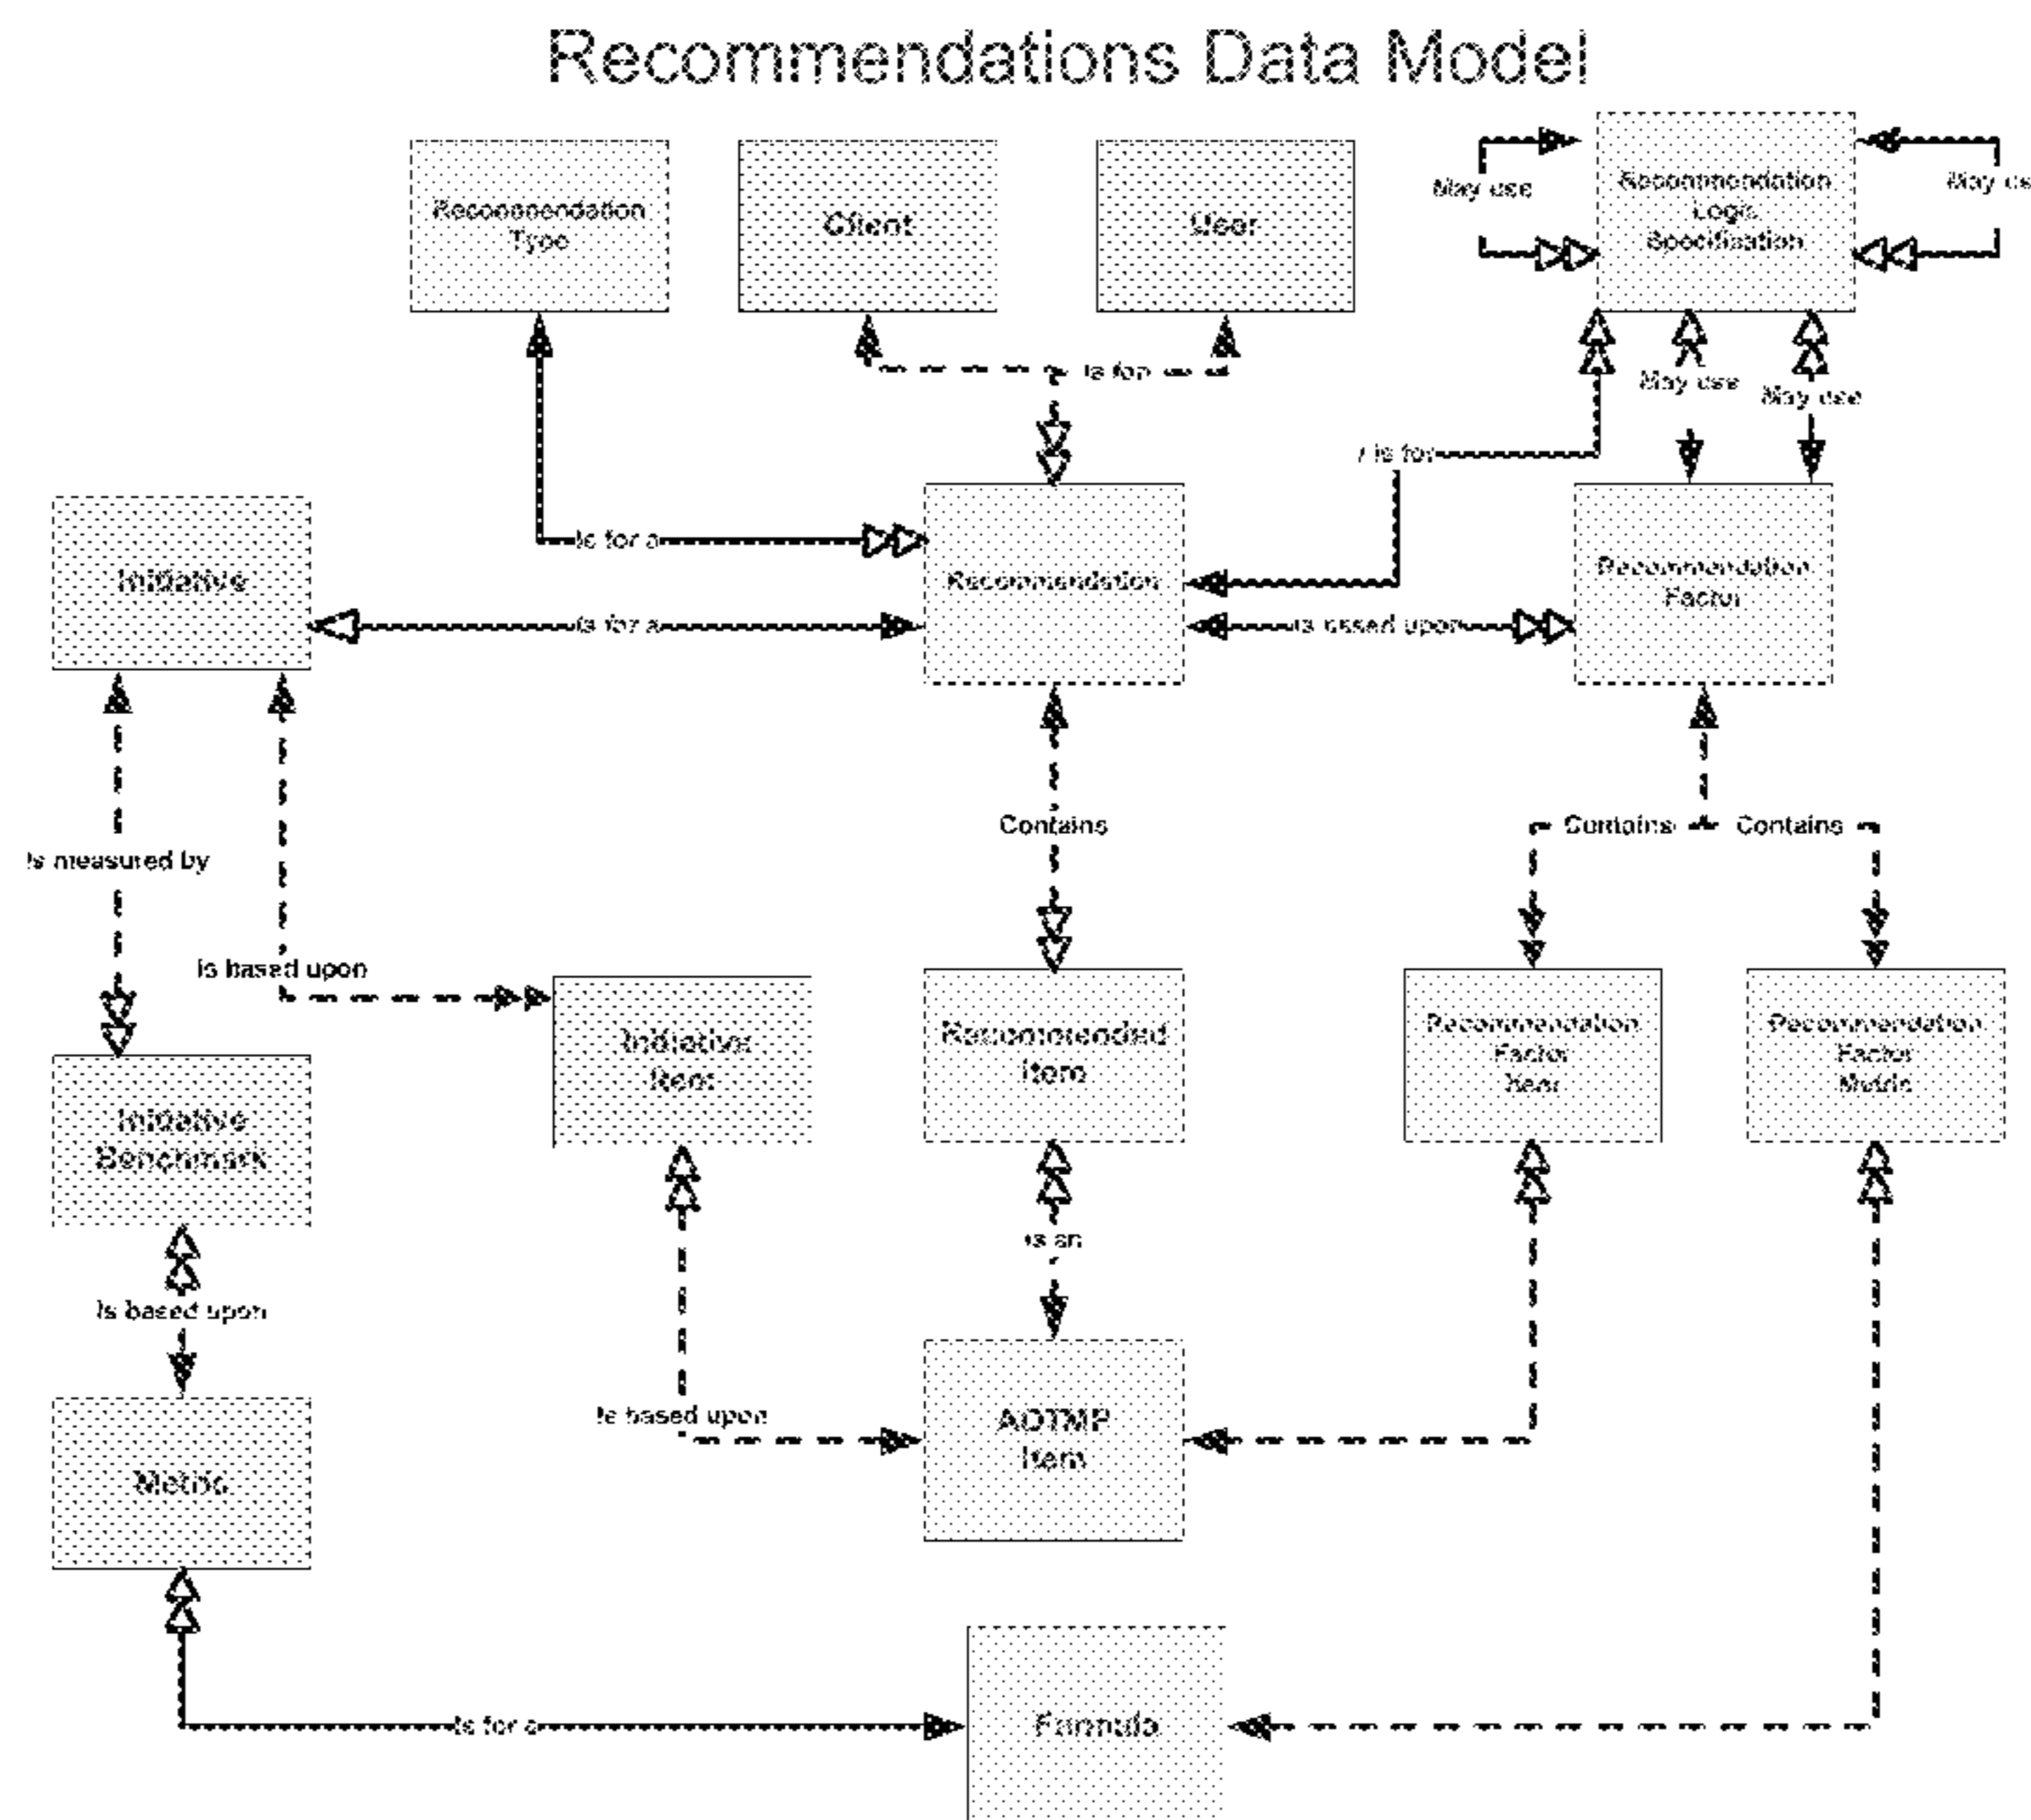 Recommendations Data Model
Recommendation
Type
Client
User
May use
Recommendation
Logic
Specification
May us
Is for
May use
May use
/ is for
Initiative
Is for a
Recommendation
Recommendation
Factor
Is for a
Is based upon
Contains
Contains
Contains
Is measured by
Is based upon
Initiative
Item
Recommended
Item
Recommendation
Factor
Item
Recommendation
Factor
Metric
Initiative
Benchmark
Is an
Is based upon
Is based upon
AOTMP
Item
Metric
Is for a
Formula